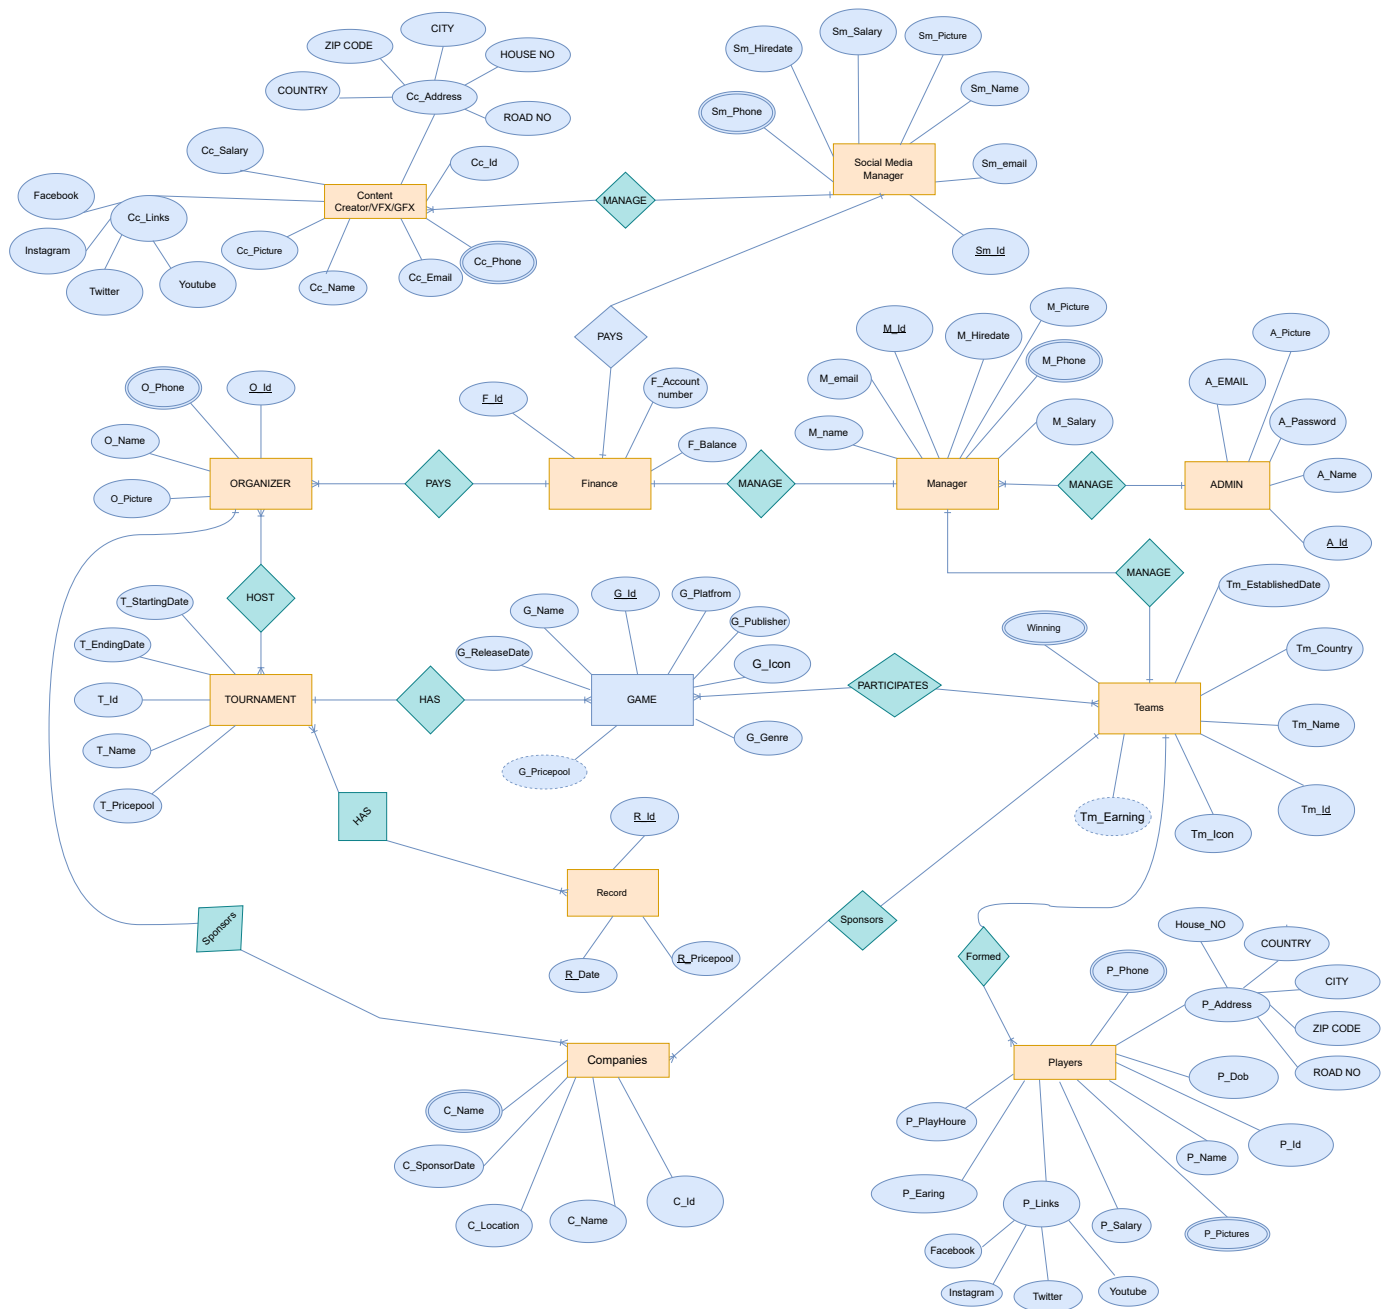 CITY
ZIP CODE
HOUSE NO
COUNTRY
Cc_Address
ROAD NO
Cc_Salary
Cc_Id
Facebook
Content
Creator/VFX/GFX
Cc_Links
Instagram
Cc_Picture
Twitter
Youtube
Cc_Name
Cc_Email
Cc_Phone
MANAGE
Sm_Hiredate
Sm_Salary
Sm_Picture
Sm_Name
Sm_Phone
Social Media
Manager
Sm_email
Sm_Id
PAYS
O_Phone
O_Id
O_Name
O_Picture
ORGANIZER
PAYS
F_Id
F_Account
number
F_Balance
Finance
MANAGE
M_Id
M_Hiredate
M_Picture
M_Phone
M_email
M_name
M_Salary
Manager
MANAGE
A_Picture
A_EMAIL
A_Password
A_Name
ADMIN
A_Id
MANAGE
HOST
T_StartingDate
T_EndingDate
T_Id
TOURNAMENT
T_Name
T_Pricepool
HAS
G_Name
G_Id
G_Platfrom
G_Publisher
G_ReleaseDate
G_Icon
GAME
G_Genre
G_Pricepool
PARTICIPATES
Winning
Tm_EstablishedDate
Tm_Country
Teams
Tm_Name
Tm_Earning
Tm_Icon
Tm_Id
HAS
R_Id
Record
R_Date
R_Pricepool
Sponsors
Sponsors
Formed
Companies
C_Name
C_SponsorDate
C_Location
C_Name
C_Id
House_NO
COUNTRY
P_Phone
CITY
P_Address
ZIP CODE
ROAD NO
Players
P_Dob
P_PlayHoure
P_Id
P_Name
P_Earing
P_Links
P_Salary
P_Pictures
Facebook
Instagram
Twitter
Youtube